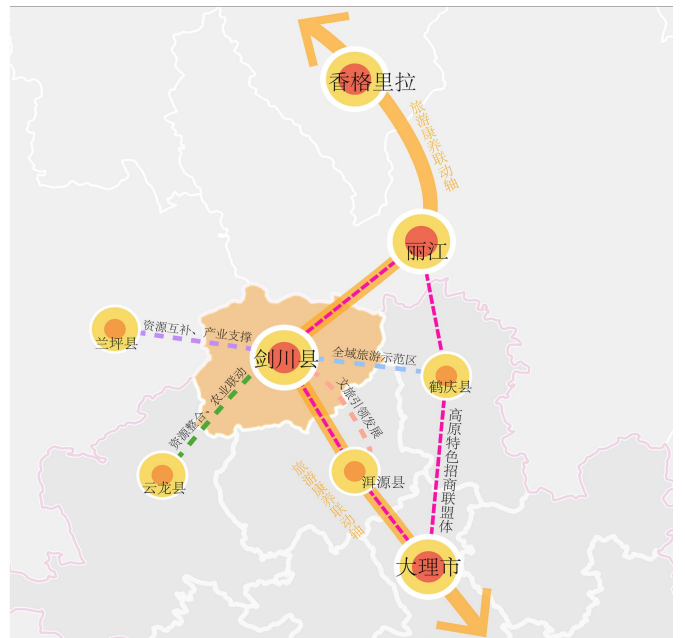 香格里拉
旅游康养联动轴
丽江
资源互补、产业支撑
兰坪县
剑川县
全域旅游示范区
鹤庆县
资源整合、农业联动
文旅引领发展
高原特色招商联盟体
云龙县
洱源县
旅游康养联动轴
大理市